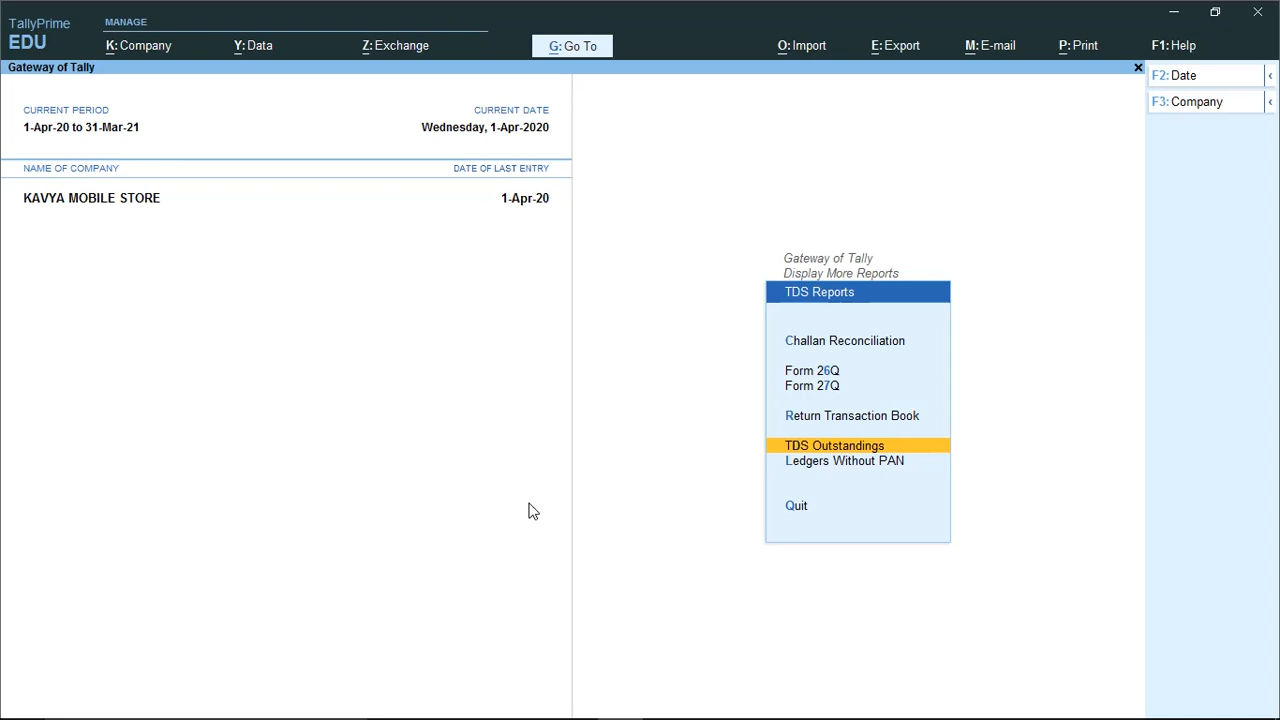 TallyPrime
EDU
MANAGE
K: Company
Y: Data
Z: Exchange
G: Go To
O: Import
E: Export
M: E-mail
P: Print
F1: Help
Gateway of Tally
F2: Date
F3: Company
CURRENT PERIOD
CURRENT DATE
1-Apr-20 to 31-Mar-21
Wednesday, 1-Apr-2020
NAME OF COMPANY
DATE OF LAST ENTRY
KAVYA MOBILE STORE
1-Apr-20
Gateway of Tally
Display More Reports
TDS Reports
Challan Reconciliation
Form 26Q
Form 27Q
Return Transaction Book
TDS Outstandings
Ledgers Without PAN
Quit